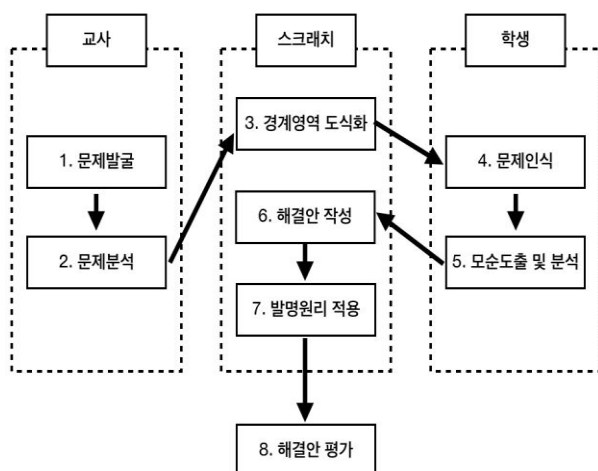 교사
스크래치
학생
1. 문제발굴
2. 문제분석
3. 경계영역 도식화
4. 문제인식
5. 모순도출 및 분석
6. 해결안 작성
7. 발명원리 적용
8. 해결안 평가